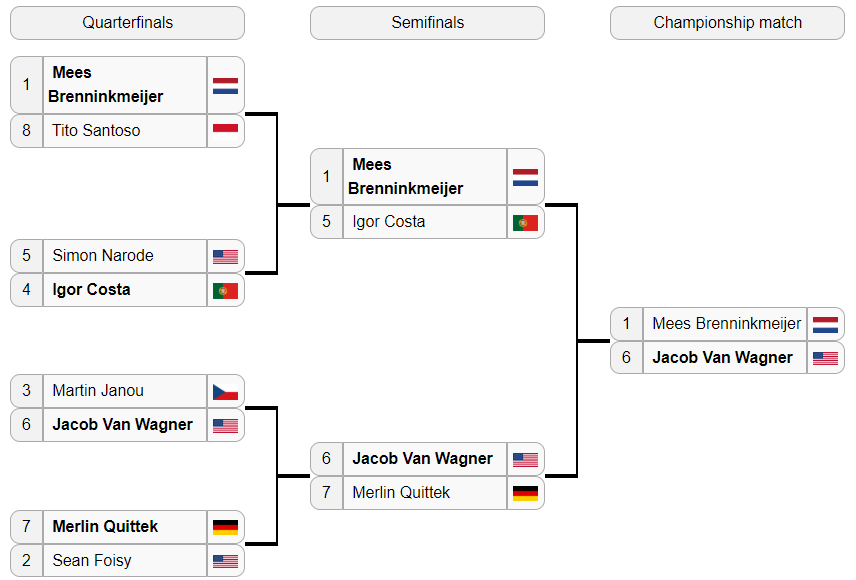 Quarterfinals
Semifinals
Championship match
1 Mees
Brenninkmeijer
8 Tito Santoso
5 Simon Narode
4 Igor Costa
3 Martin Janou
6 Jacob Van Wagner
7 Merlin Quittek
2 Sean Foisy
1 Mees
Brenninkmeijer
5 Igor Costa
6 Jacob Van Wagner
7 Merlin Quittek
1 Mees Brenninkmeijer
6 Jacob Van Wagner